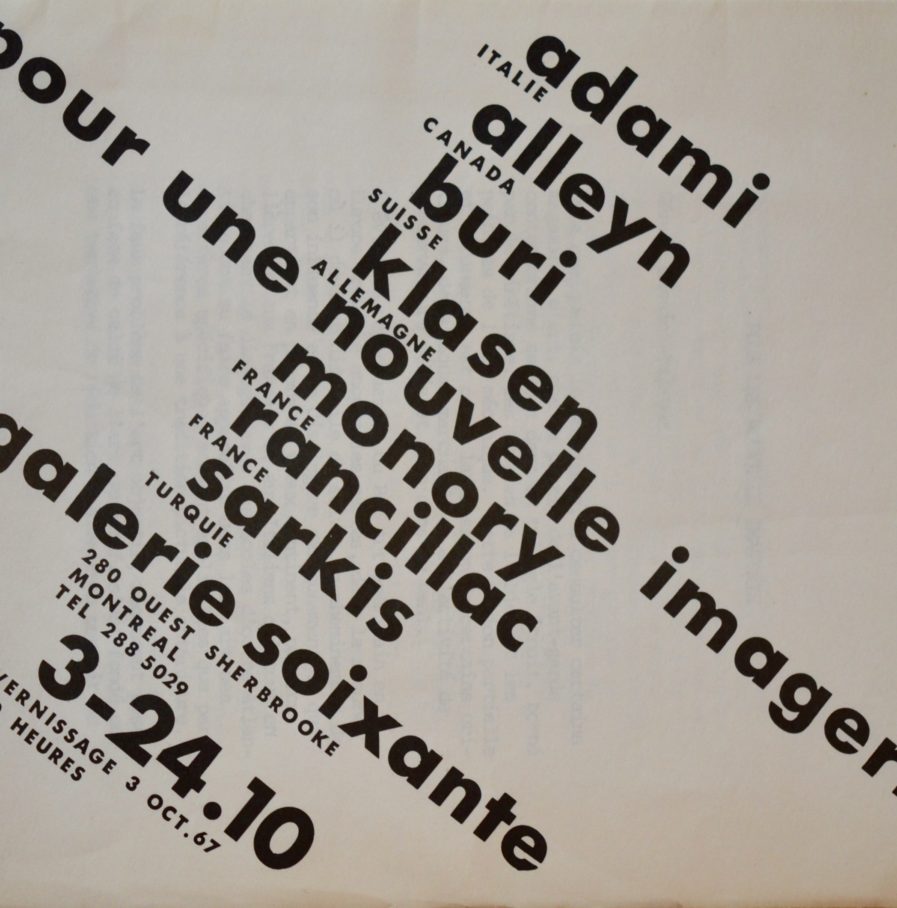 adami
ITALIE
alleyn
CANADA
buri
SUISSE
klasen
ALLEMAGNE
pour une nouvelle imager
monory
FRANCE
rancillac
FRANCE
sarkis
TURQUIE
galerie soixante
280 OUEST SHERBROOKE
MONTREAL
TEL 288 5029
3-24.10
VERNISSAGE 3 OCT.67
HEURES